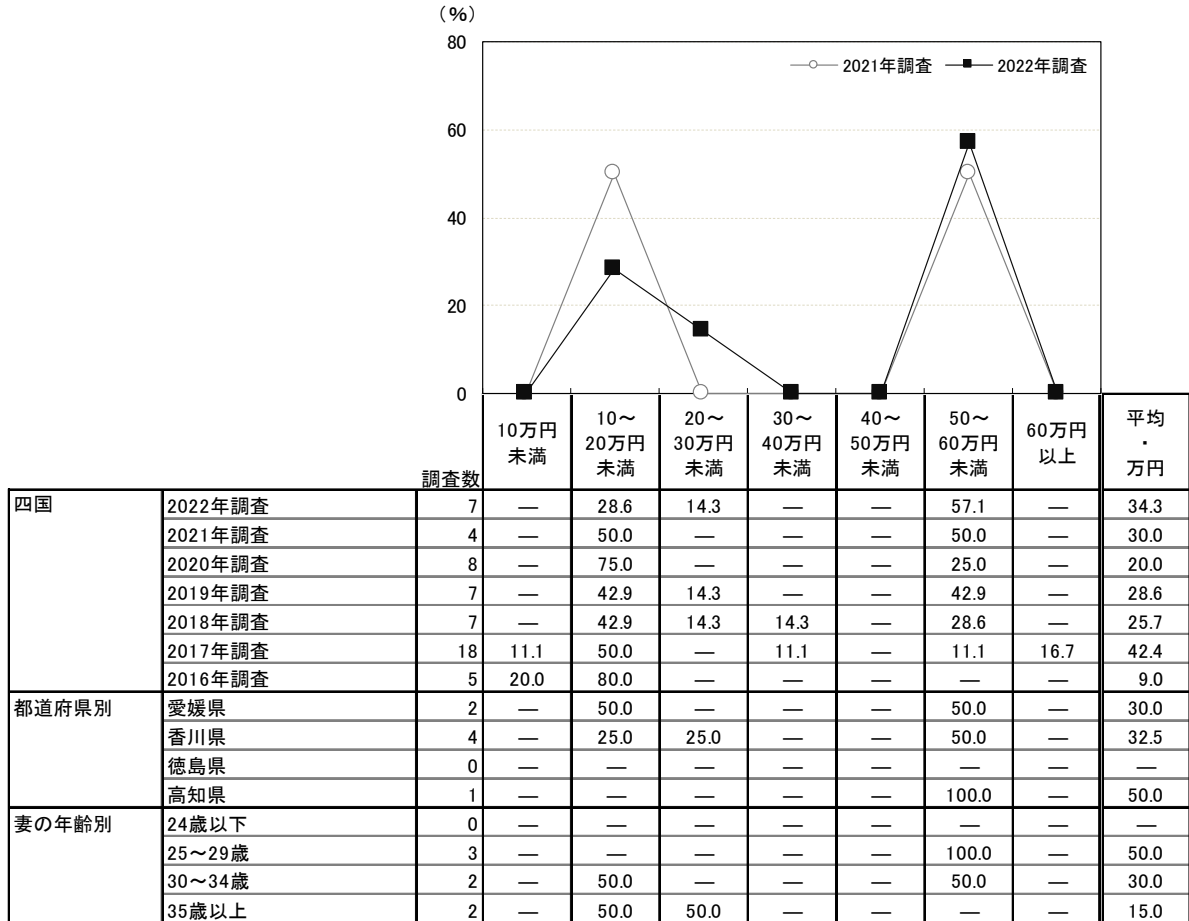 （％）
80
60
40
20
0
2021年調査 2022年調査
調査数 10万円未満 10～20万円未満 20～30万円未満 30～40万円未満 40～50万円未満 50～60万円未満 60万円以上 平均・万円
四国 2022年調査 7 — 28.6 14.3 — — 57.1 — 34.3
2021年調査 4 — 50.0 — — — 50.0 — 30.0
2020年調査 8 — 75.0 — — — 25.0 — 20.0
2019年調査 7 — 42.9 14.3 — — 42.9 — 28.6
2018年調査 7 — 42.9 14.3 14.3 — 28.6 — 25.7
2017年調査 18 11.1 50.0 — 11.1 — 11.1 16.7 42.4
2016年調査 5 20.0 80.0 — — — — — 9.0
都道府県別 愛媛県 2 — 50.0 — — — 50.0 — 30.0
香川県 4 — 25.0 25.0 — — 50.0 — 32.5
徳島県 0 — — — — — — — —
高知県 1 — — — — — 100.0 — 50.0
妻の年齢別 24歳以下 0 — — — — — — — —
25～29歳 3 — — — — — 100.0 — 50.0
30～34歳 2 — 50.0 — — — 50.0 — 30.0
35歳以上 2 — 50.0 50.0 — — — — 15.0